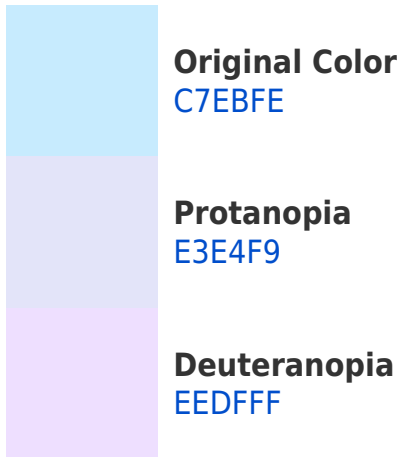 Original Color
C7EBFE
Protanopia
E3E4F9
Deuteranopia
EEDFFF